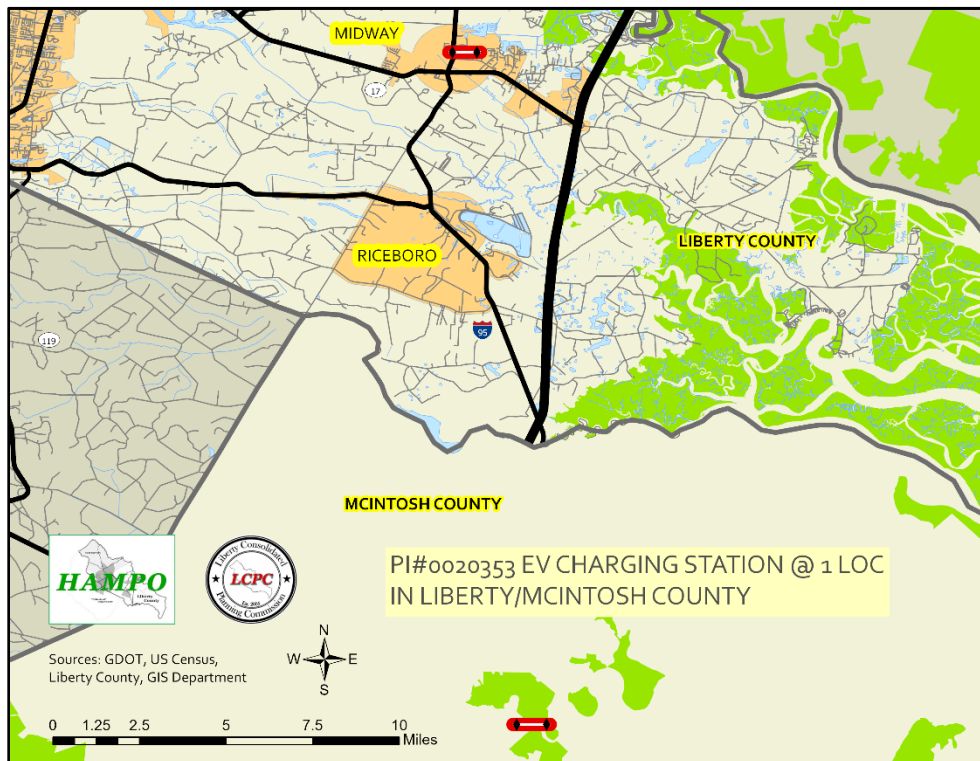 MIDWAY
17
LIBERTY COUNTY
RICEBORO
95
119
MCINTOSH COUNTY
PI#0020353 EV CHARGING STATION @ 1 LOC
IN LIBERTY/MCINTOSH COUNTY
HAMPO
Liberty Consolidated
LCPC
Planning Commission
N
W E
S
Sources: GDOT, US Census,
Liberty County, GIS Department
0 1.25 2.5 5 7.5 10
Miles